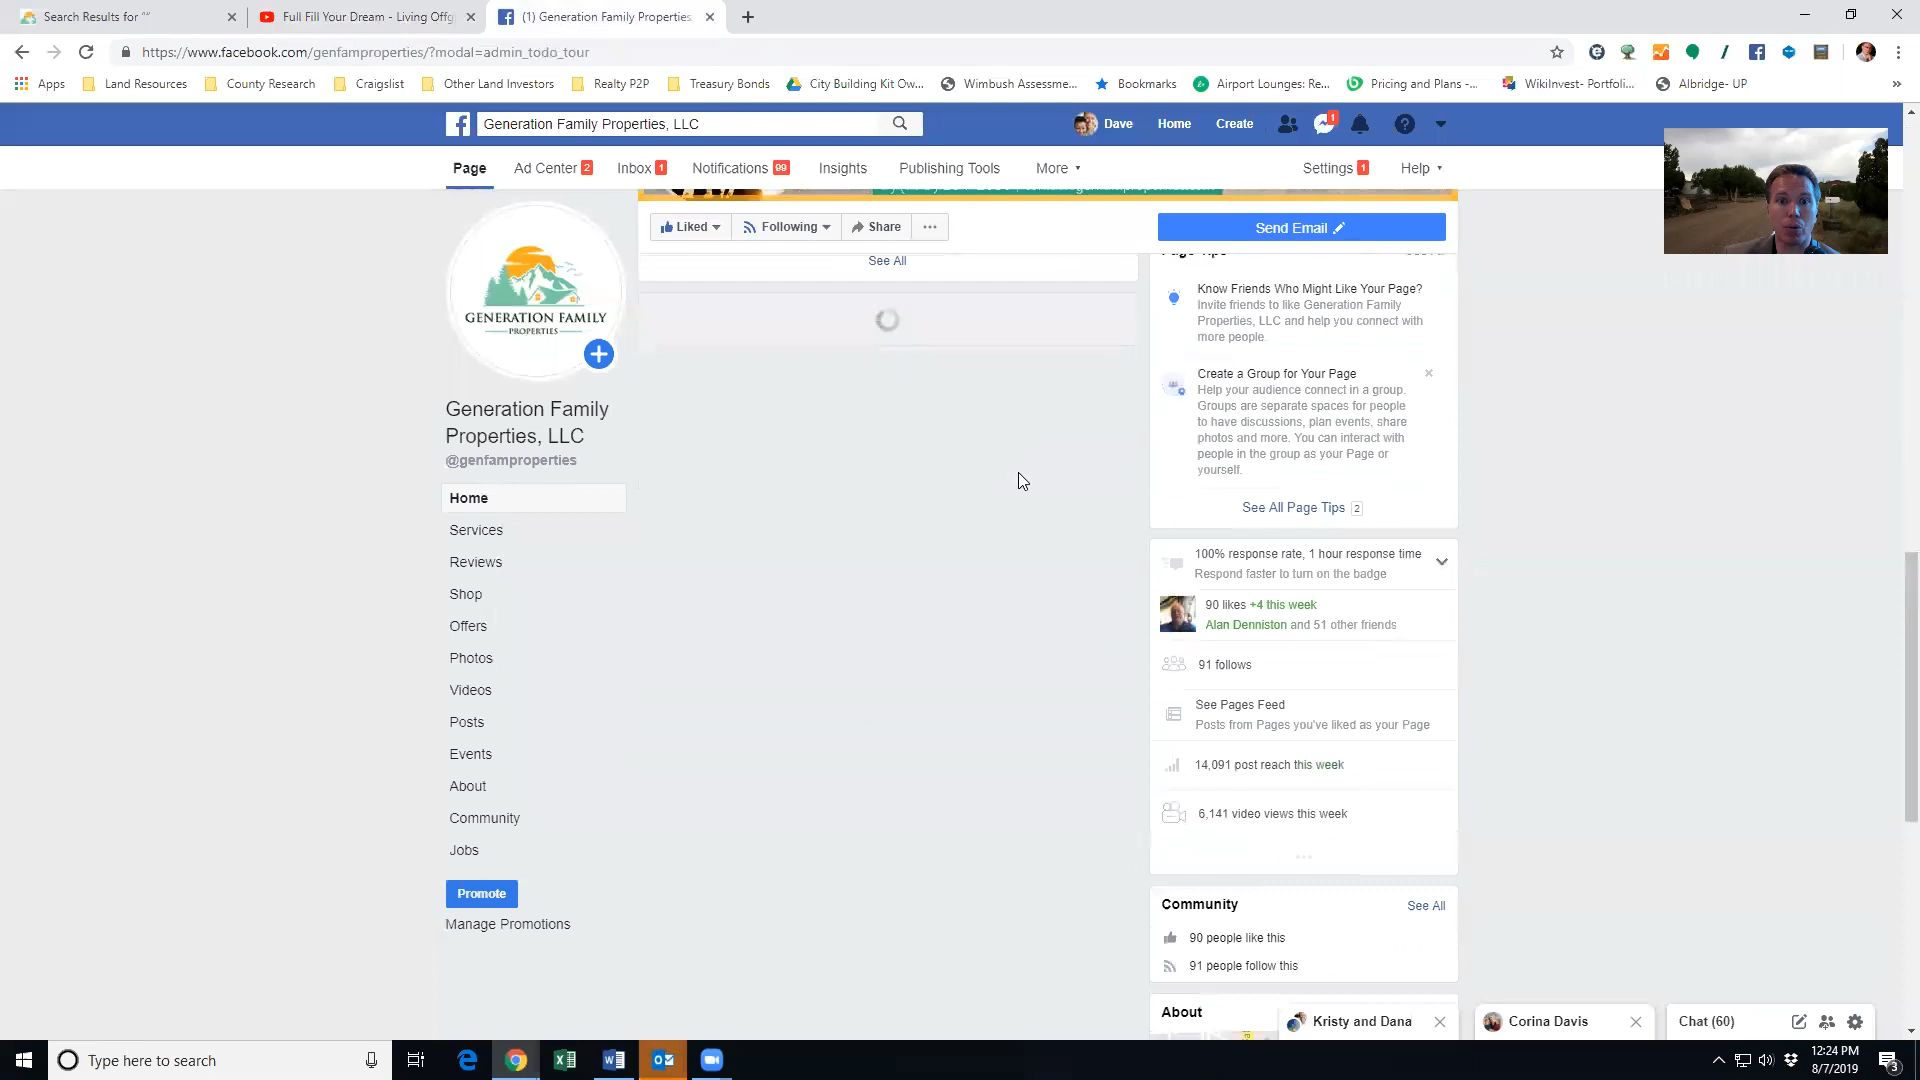 Search Results for ""
Full Fill Your Dream - Living Offg
(1) Generation Family Properties,
https://www.facebook.com/genfamproperties/?modal=admin_todo_tour
Apps
Land Resources
County Research
Craigslist
Other Land Investors
Realty P2P
Treasury Bonds
City Building Kit Ow...
Wimbush Assessme...
Bookmarks
Airport Lounges: Re...
Pricing and Plans -...
WikiInvest- Portfoli...
Albridge- UP
»
Generation Family Properties, LLC
Dave
Home
Create
1
Page
Ad Center 2
Inbox 1
Notifications 99
Insights
Publishing Tools
More
Settings 1
Help
Liked
Following
Share
...
Send Email
See All
GENERATION FAMILY
PROPERTIES
Generation Family
Properties, LLC
@genfamproperties
Home
Services
Reviews
Shop
Offers
Photos
Videos
Posts
Events
About
Community
Jobs
Promote
Manage Promotions
Page Tips
Know Friends Who Might Like Your Page?
Invite friends to like Generation Family
Properties, LLC and help you connect with
more people.
Create a Group for Your Page
Help your audience connect in a group.
Groups are separate spaces for people
to have discussions, plan events, share
photos and more. You can interact with
people in the group as your Page or
yourself.
See All Page Tips 2
100% response rate, 1 hour response time
Respond faster to turn on the badge
90 likes +4 this week
Alan Denniston and 51 other friends
91 follows
See Pages Feed
Posts from Pages you've liked as your Page
14,091 post reach this week
6,141 video views this week
...
Community
See All
90 people like this
91 people follow this
About
Kristy and Dana
Corina Davis
Chat (60)
Type here to search
12:24 PM
8/7/2019
3